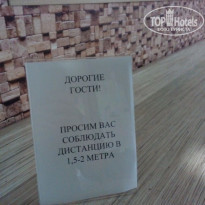 TOP Hotels
ДОРОГИЕ
ГОСТИ!
ПРОСИМ ВАС
СОБЛЮДАТЬ
ДИСТАНЦИЮ В
1,5-2 МЕТРА